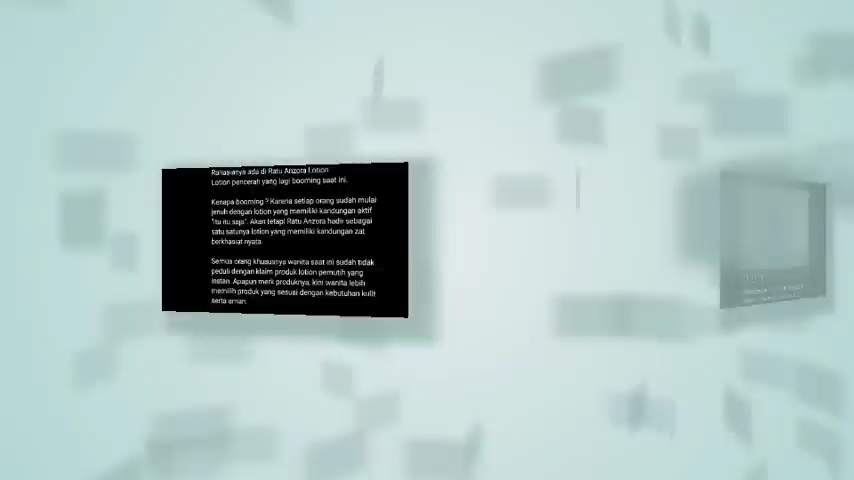 Rahasianya ada di Ratu Anzora Lotion
Lotion pencerah yang lagi booming saat ini.
Kenapa booming ? Karena setiap orang sudah mulai
jenuh dengan lotion yang memiliki kandungan aktif
"itu itu saja". Akan tetapi Ratu Anzora hadir sebagai
satu satunya lotion yang memiliki kandungan zat
berkhasiat nyata.
Semua orang khususnya wanita saat ini sudah tidak
peduli dengan klaim produk lotion pemutih yang
instan. Apapun merk produknya, kini wanita lebih
memilih produk yang sesuai dengan kebutuhan kulit
serta aman.